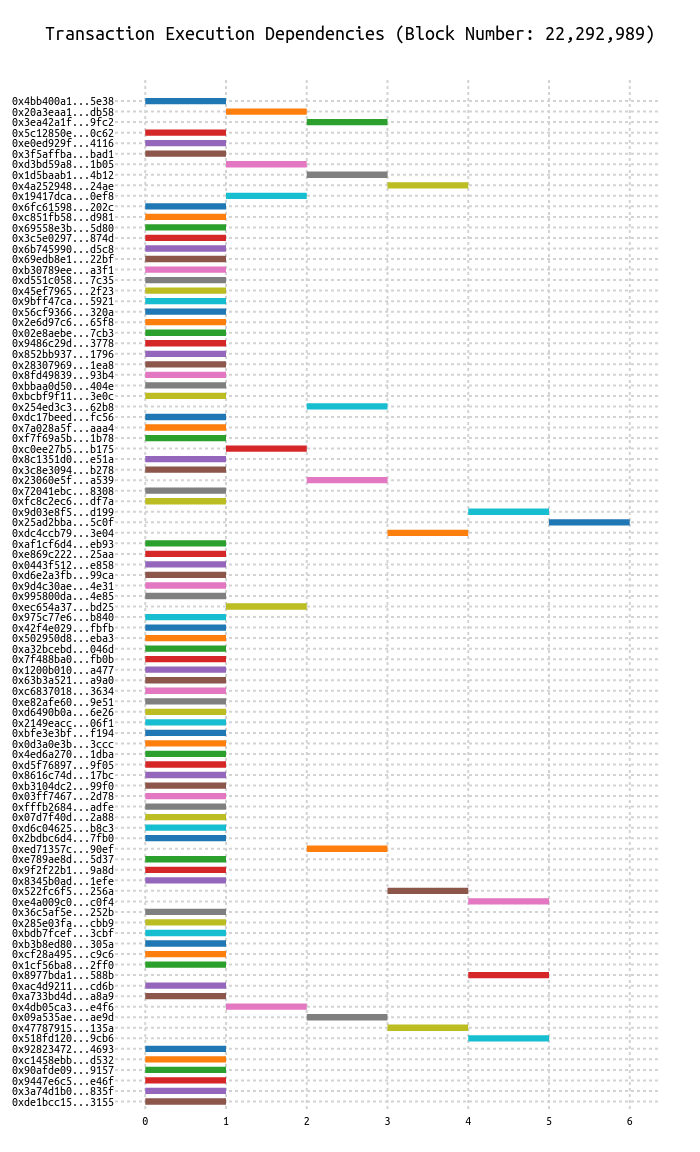 Transaction Execution Dependencies (Block Number: 22,292,989)
0x4bb400a1...5e38
0x20a3eaa1...db58
0x3ea42a1f...9fc2
0x5c12850e...0c62
0xe0ed929f...4116
0x3f5affba...bad1
0xd3bd59a8...1b05
0x1d5baab1...4b12
0x4a252948...24ae
0x19417dca...0ef8
0x6fc61598...202c
0xc851fb58...d981
0x69558e3b...5d80
0x3c5e0297...874d
0x6b745990...d5c8
0x69edb8e1...22bf
0xb30789ee...a3f1
0xd551c058...7c35
0x45ef7965...2f23
0x9bff47ca...5921
0x56cf9366...320a
0x2e6d97c6...65f8
0x02e8aebe...7cb3
0x9486c29d...3778
0x852bb937...1796
0x28307969...1ea8
0x8fd49839...93b4
0xbbaa0d50...404e
0xbcbf9f11...3e0c
0x254ed3c3...62b8
0xdc17beed...fc56
0x7a028a5f...aaa4
0xf7f69a5b...1b78
0xc0ee27b5...b175
0x8c1351d0...e51a
0x3c8e3094...b278
0x23060e5f...a539
0x72041ebc...8308
0xfc8c2ec6...df7a
0x9d03e8f5...d199
0x25ad2bba...5c0f
0xdc4ccb79...3e04
0xaf1cf6d4...eb93
0xe869c222...25aa
0x0443f512...e858
0xd6e2a3fb...99ca
0x9d4c30ae...4e31
0x995800da...4e85
0xec654a37...bd25
0x975c77e6...b840
0x42f4e029...fbfb
0x502950d8...eba3
0xa32bcebd...046d
0x7f488ba0...fb0b
0x1200b010...a477
0x63b3a521...a9a0
0xc6837018...3634
0xe82afe60...9e51
0xd6490b0a...6e26
0x2149eacc...06f1
0xbfe3e3bf...f194
0x0d3a0e3b...3ccc
0x4ed6a270...1dba
0xd5f76897...9f05
0x8616c74d...17bc
0xb3104dc2...99f0
0x03ff7467...2d78
0xfffb2684...adfe
0x07d7f40d...2a88
0xd6c04625...b8c3
0x2bdbc6d4...7fb0
0xed71357c...90ef
0xe789ae8d...5d37
0x9f2f22b1...9a8d
0x8345b0ad...1efe
0x522fc6f5...256a
0xe4a009c0...c0f4
0x36c5af5e...252b
0x285e03fa...cbb9
0xbdb7fcef...3cbf
0xb3b8ed80...305a
0xcf28a495...c9c6
0x1cf56ba8...2ff0
0x8977bda1...588b
0xac4d9211...cd6b
0xa733bd4d...a8a9
0x4db05ca3...e4f6
0x09a535ae...ae9d
0x47787915...135a
0x518fd120...9cb6
0x92823472...4693
0xc1458ebb...d532
0x90afde09...9157
0x9447e6c5...e46f
0x3a74d1b0...835f
0xde1bcc15...3155
0 1 2 3 4 5 6